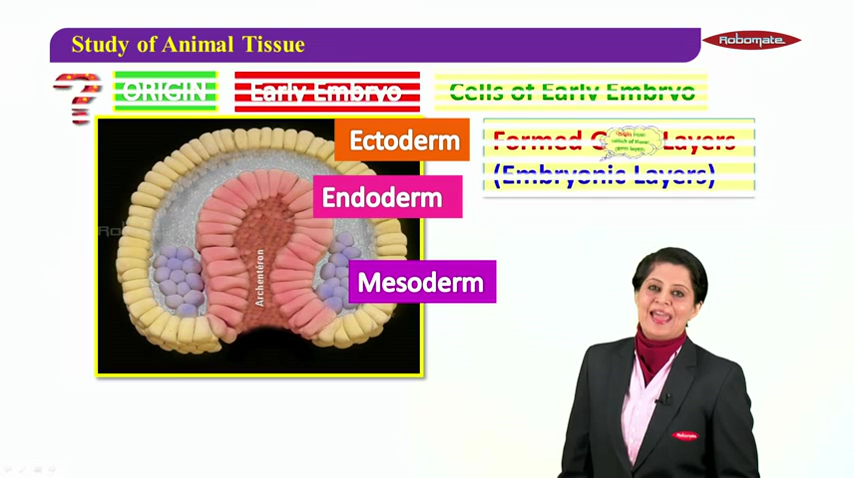 Study of Animal Tissue
Robomate
ORIGIN
Early Embryo
Cells of Early Embryo
Ectoderm
Formed Layers
(Embryonic Layers)
Endoderm
Archentéron
Mesoderm
Robomate